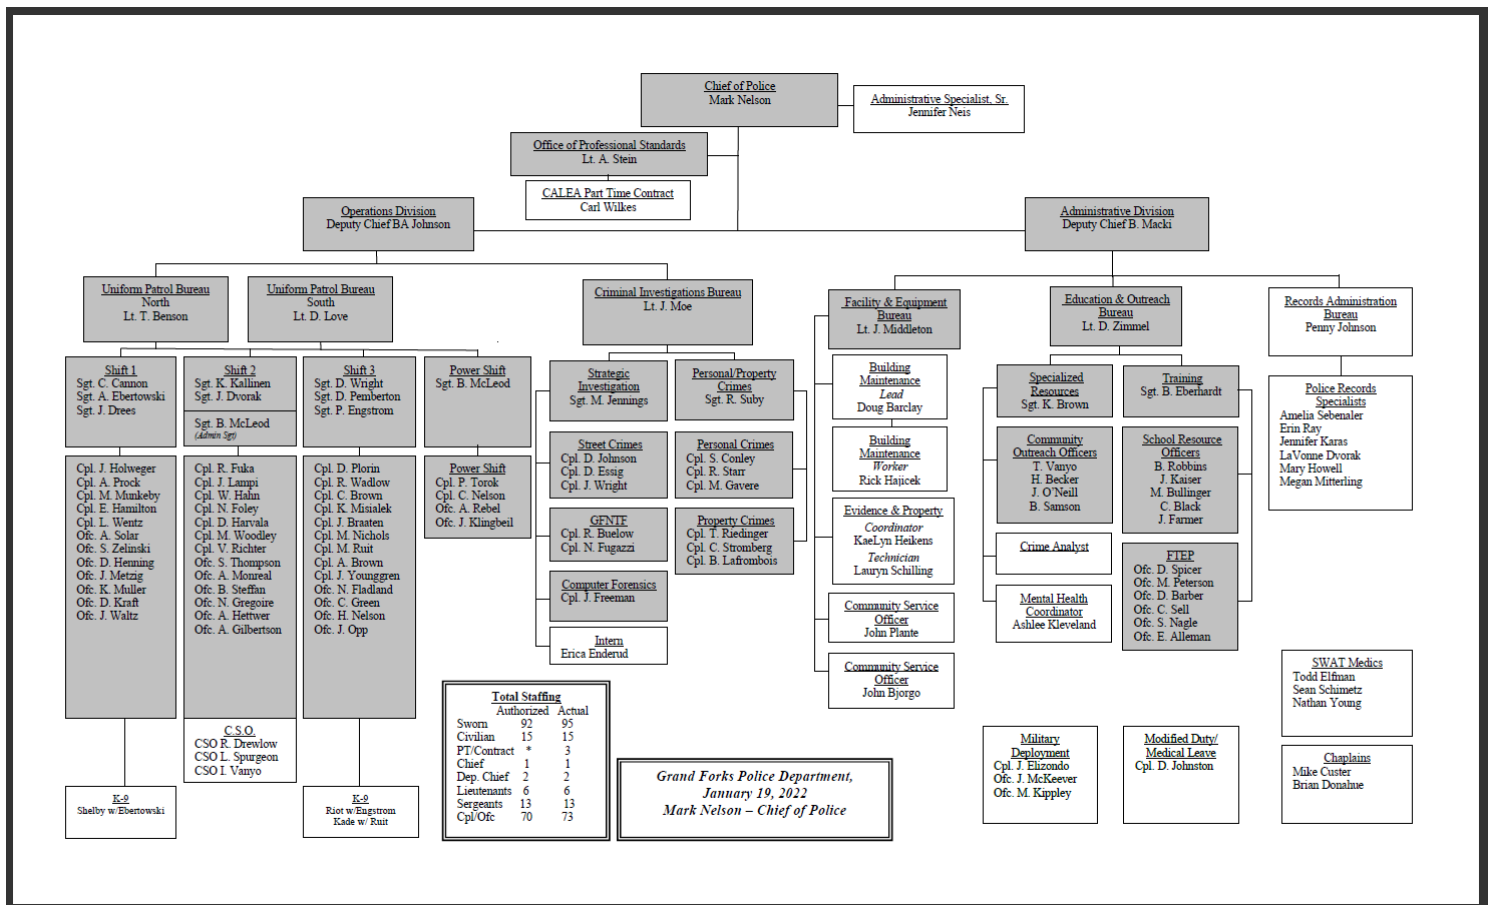 Chief of Police
Mark Nelson
Administrative Specialist, Sr.
Jennifer Neis
Office of Professional Standards
Lt. A. Stein
CALEA Part Time Contract
Carl Wilkes
Operations Division
Deputy Chief BA Johnson
Administrative Division
Deputy Chief B. Macki
Uniform Patrol Bureau
North
Lt. T. Benson
Uniform Patrol Bureau
South
Lt. D. Love
Criminal Investigations Bureau
Lt. J. Moe
Facility & Equipment
Bureau
Lt. J. Middleton
Education & Outreach
Bureau
Lt. D. Zimmel
Records Administration
Bureau
Penny Johnson
Shift 1
Sgt. C. Cannon
Sgt. A. Ebertowski
Sgt. J. Drees
Shift 2
Sgt. K. Kallinen
Sgt. J. Dvorak
Sgt. B. McLeod
(Admin Sgt)
Shift 3
Sgt. D. Wright
Sgt. D. Pemberton
Sgt. P. Engstrom
Power Shift
Sgt. B. McLeod
Cpl. J. Holweger
Cpl. A. Prock
Cpl. M. Munkeby
Cpl. E. Hamilton
Cpl. L. Wentz
Ofc. A. Solar
Ofc. S. Zelinski
Ofc. D. Henning
Ofc. J. Metzig
Ofc. K. Muller
Ofc. D. Kraft
Ofc. J. Waltz
Cpl. R. Fuka
Cpl. J. Lampi
Cpl. W. Hahn
Cpl. N. Foley
Cpl. D. Harvala
Cpl. M. Woodley
Cpl. V. Richter
Ofc. S. Thompson
Ofc. A. Monreal
Ofc. B. Steffan
Ofc. N. Gregoire
Ofc. A. Hettwer
Ofc. A. Gilbertson
Cpl. D. Plorin
Cpl. R. Wadlow
Cpl. C. Brown
Cpl. K. Misialek
Cpl. J. Braaten
Cpl. M. Nichols
Cpl. M. Ruit
Cpl. A. Brown
Cpl. J. Younggren
Ofc. N. Fladland
Ofc. C. Green
Ofc. H. Nelson
Ofc. J. Opp
Power Shift
Cpl. P. Torok
Cpl. C. Nelson
Ofc. A. Rebel
Ofc. J. Klingbeil
C.S.O.
CSO R. Drewlow
CSO L. Spurgeon
CSO I. Vanyo
K-9
Shelby w/Ebertowski
K-9
Riot w/Engstrom
Kade w/ Ruit
Strategic
Investigation
Sgt. M. Jennings
Personal/Property
Crimes
Sgt. R. Suby
Street Crimes
Cpl. D. Johnson
Cpl. D. Essig
Cpl. J. Wright
Personal Crimes
Cpl. S. Conley
Cpl. R. Starr
Cpl. M. Gavere
GFNTF
Cpl. R. Buelow
Cpl. N. Fugazzi
Property Crimes
Cpl. T. Riedinger
Cpl. C. Stromberg
Cpl. B. Lafrombois
Computer Forensics
Cpl. J. Freeman
Intern
Erica Enderud
Building
Maintenance
Lead
Doug Barclay
Building
Maintenance
Worker
Rick Hajicek
Evidence & Property
Coordinator
KaeLyn Heikens
Technician
Lauryn Schilling
Community Service
Officer
John Plante
Community Service
Officer
John Bjorgo
Specialized
Resources
Sgt. K. Brown
Training
Sgt. B. Eberhardt
Community
Outreach Officers
T. Vanyo
H. Becker
J. O'Neill
B. Samson
School Resource
Officers
B. Robbins
J. Kaiser
M. Bullinger
C. Black
J. Farmer
Crime Analyst
Mental Health
Coordinator
Ashlee Kleveland
FTEP
Ofc. D. Spicer
Ofc. M. Peterson
Ofc. D. Barber
Ofc. C. Sell
Ofc. S. Nagle
Ofc. E. Alleman
Police Records
Specialists
Amelia Sebenaler
Erin Ray
Jennifer Karas
LaVonne Dvorak
Mary Howell
Megan Mitterling
SWAT Medics
Todd Elfman
Sean Schimetz
Nathan Young
Military
Deployment
Cpl. J. Elizondo
Ofc. J. McKeever
Ofc. M. Kippley
Modified Duty/
Medical Leave
Cpl. D. Johnston
Chaplains
Mike Custer
Brian Donahue
Total Staffing
Authorized Actual
Sworn 92 95
Civilian 15 15
PT/Contract * 3
Chief 1 1
Dep. Chief 2 2
Lieutenants 6 6
Sergeants 13 13
Cpl/Ofc 70 73
Grand Forks Police Department,
January 19, 2022
Mark Nelson – Chief of Police